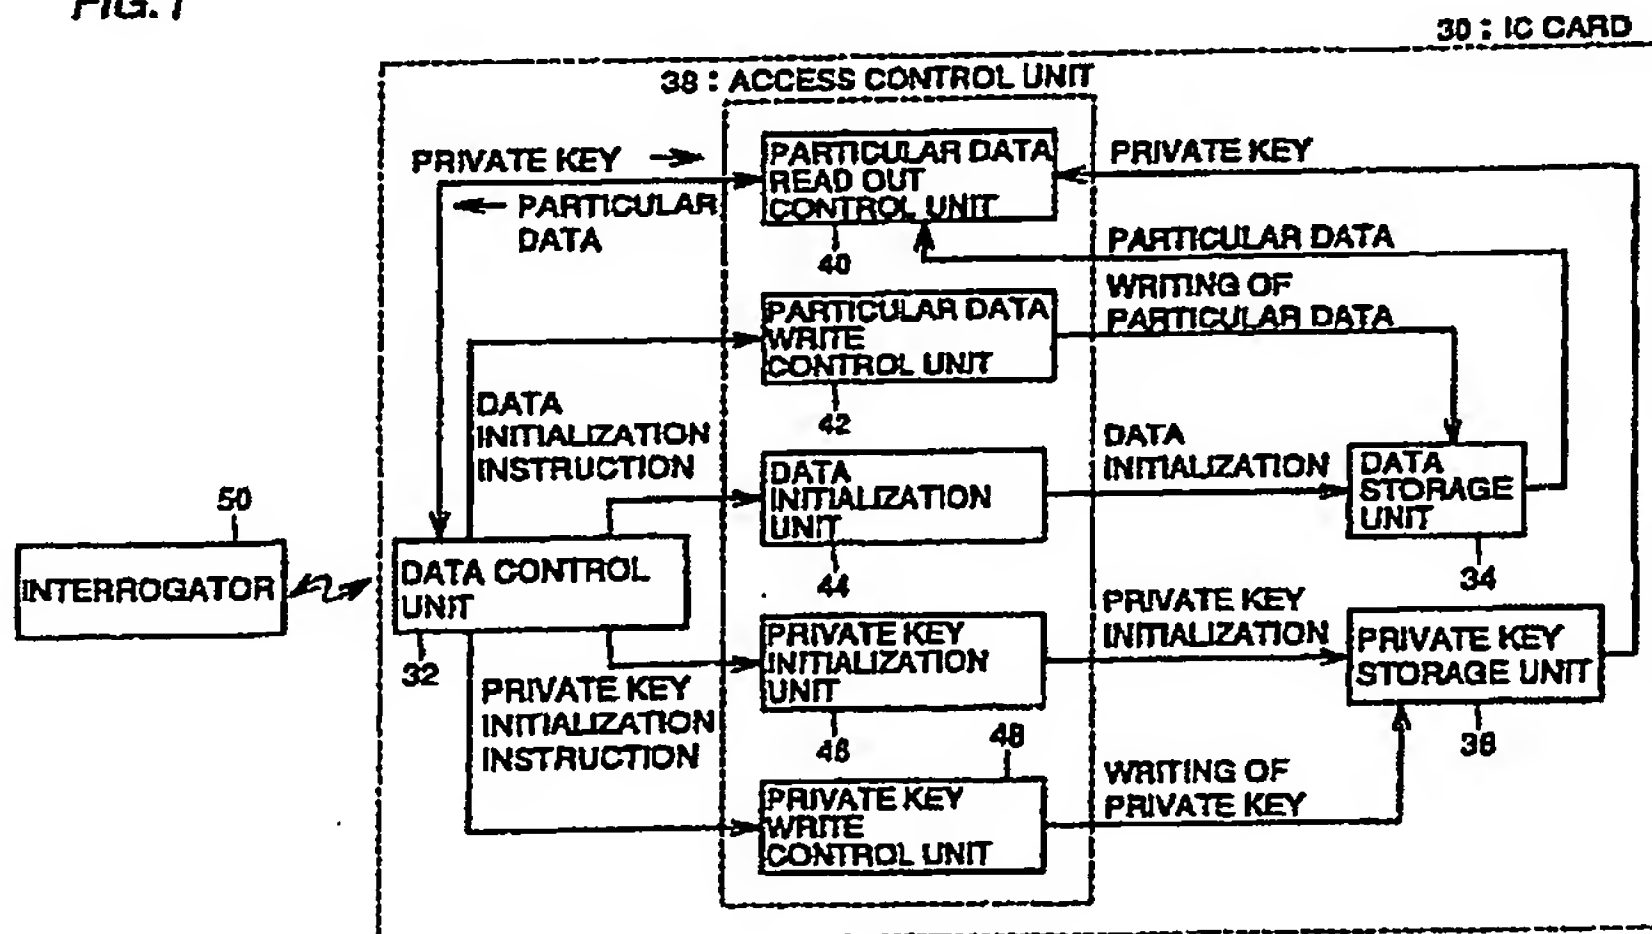 FIG. 1
30 : IC CARD
38 : ACCESS CONTROL UNIT
PRIVATE KEY
PARTICULAR
DATA
PARTICULAR DATA
READ OUT
CONTROL UNIT
40
PRIVATE KEY
PARTICULAR DATA
WRITING OF
PARTICULAR DATA
PARTICULAR DATA
WRITE
CONTROL UNIT
42
DATA
INITIALIZATION
INSTRUCTION
DATA
INITIALIZATION
UNIT
44
DATA
INITIALIZATION
DATA
STORAGE
UNIT
34
50
INTERROGATOR
DATA CONTROL
UNIT
32
PRIVATE KEY
INITIALIZATION
INSTRUCTION
PRIVATE KEY
INITIALIZATION
UNIT
46
PRIVATE KEY
INITIALIZATION
PRIVATE KEY
STORAGE UNIT
36
48
PRIVATE KEY
WRITE
CONTROL UNIT
WRITING OF
PRIVATE KEY